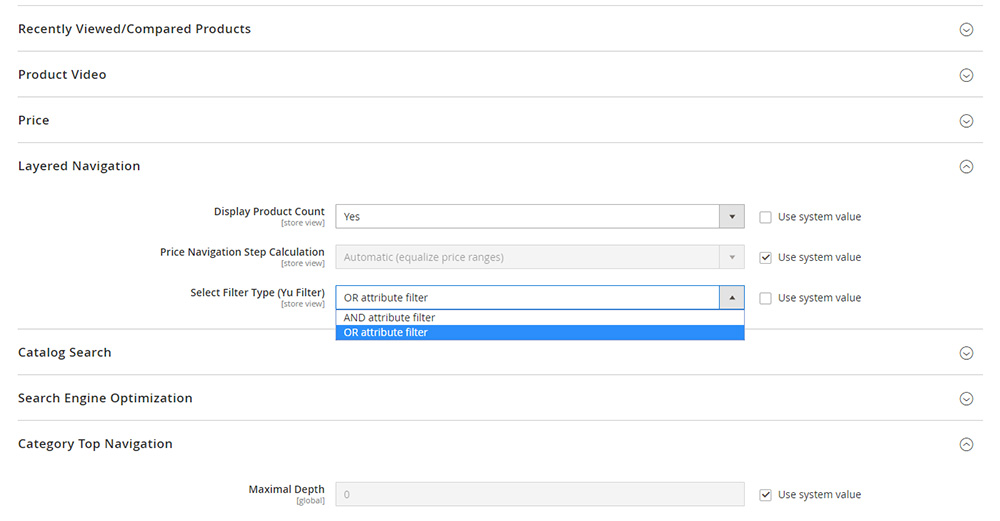 Recently Viewed/Compared Products
Product Video
Price
Layered Navigation
Display Product Count
[store view]
Yes
Use system value
Price Navigation Step Calculation
[store view]
Automatic (equalize price ranges)
Use system value
Select Filter Type (Yu Filter)
[store view]
OR attribute filter
Use system value
AND attribute filter
OR attribute filter
Catalog Search
Search Engine Optimization
Category Top Navigation
Maximal Depth
[global]
0
Use system value